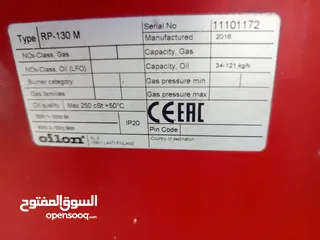 Type RP-130 M
Serial No 11101172
Manufactured 2016
NOx-Class, Gas
Capacity, Gas
NOx-Class, Oil (LFO)
Capacity, Oil 34-121 kg/h
Burner category -
Gas pressure min
Gas families
Gas pressure max
Oil quality Max 250 cSt +50°C
IP20
CE EAC
Pin Code
oilon
Country of destination
السوق المفتوح
opensooq.com